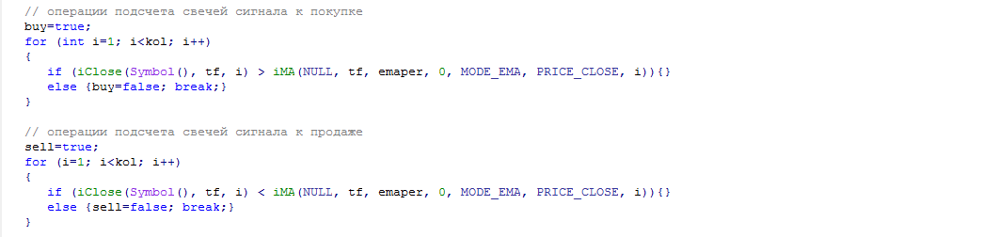 // операции подсчета свечей сигнала к покупке
buy=true;
for (int i=1; i<kol; i++)
{
if (iClose(Symbol(), tf, i) > iMA(NULL, tf, emaper, 0, MODE_EMA, PRICE_CLOSE, i)){}
else {buy=false; break;}
}
// операции подсчета свечей сигнала к продаже
sell=true;
for (i=1; i<kol; i++)
{
if (iClose(Symbol(), tf, i) < iMA(NULL, tf, emaper, 0, MODE_EMA, PRICE_CLOSE, i)){}
else {sell=false; break;}
}